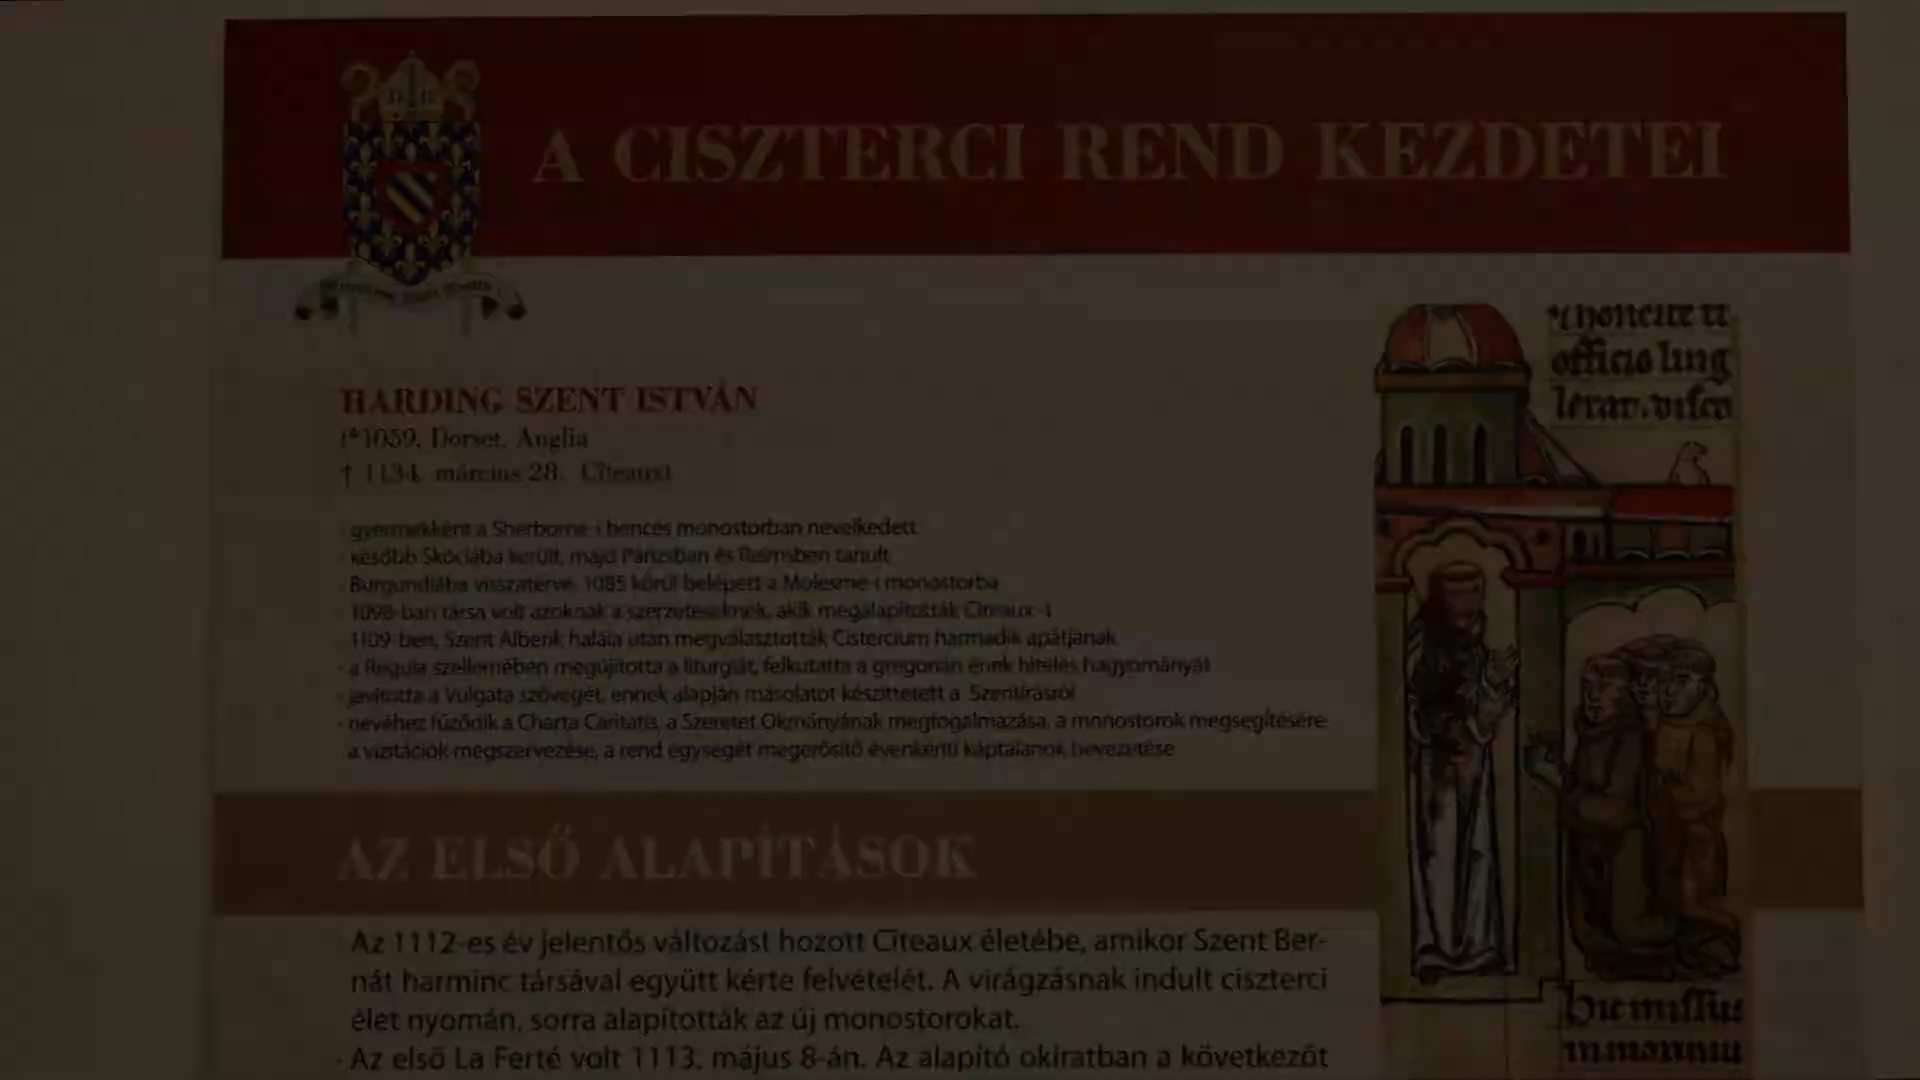 A CISZTERCI REND KEZDETEI
HARDING SZENT ISTVÁN
(*1059, Dorset, Anglia
† 1134. március 28. Cîteaux)
- gyermekként a Sherborne-i bencés monostorban nevelkedett
- később Skóciába került, majd Párizsban és Reimsben tanult
- Burgundiába visszatérve, 1085 körül belépett a Molesme-i monostorba
- 1098-ban társa volt azoknak a szerzeteseknek, akik megalapították Cîteaux-t
- 1109-ben, Szent Alberik halála után megválasztották Cistercium harmadik apátjának
- a Regula szellemében megújította a liturgiát, felkutatta a gregorián ének hiteles hagyományát
- javította a Vulgata szövegét, ennek alapján másolatot készíttetett a Szentírásról
- nevéhez fűződik a Charta Caritatis, a Szeretet Okmányának megfogalmazása, a monostorok megsegítésére
a vizitációk megszervezése, a rend egységét megerősítő évenkénti káptalanok bevezetése
AZ ELSŐ ALAPÍTÁSOK
Az 1112-es év jelentős változást hozott Cîteaux életébe, amikor Szent Ber-
nát harminc társával együtt kérte felvételét. A virágzásnak indult ciszterci
élet nyomán, sorra alapították az új monostorokat.
- Az első La Ferté volt 1113. május 8-án. Az alapító okiratban a következőt
officio